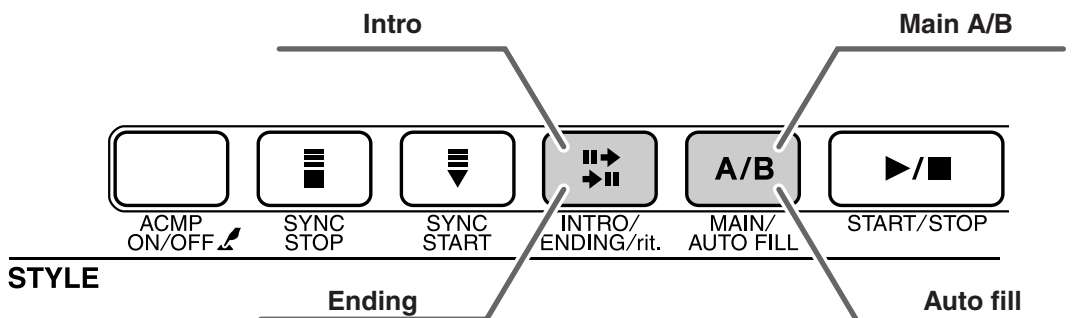 Intro
Main A/B
A/B
ACMP
ON/OFF
SYNC
STOP
SYNC
START
INTRO/
ENDING/rit.
MAIN/
AUTO FILL
START/STOP
STYLE
Ending
Auto fill